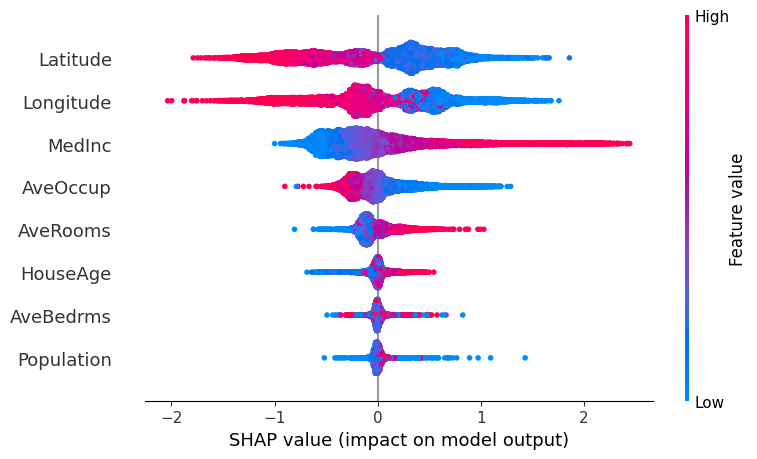 High
Latitude
Longitude
MedInc
AveOccup
AveRooms
HouseAge
AveBedrms
Population
Feature value
Low
−2
−1
0
1
2
SHAP value (impact on model output)